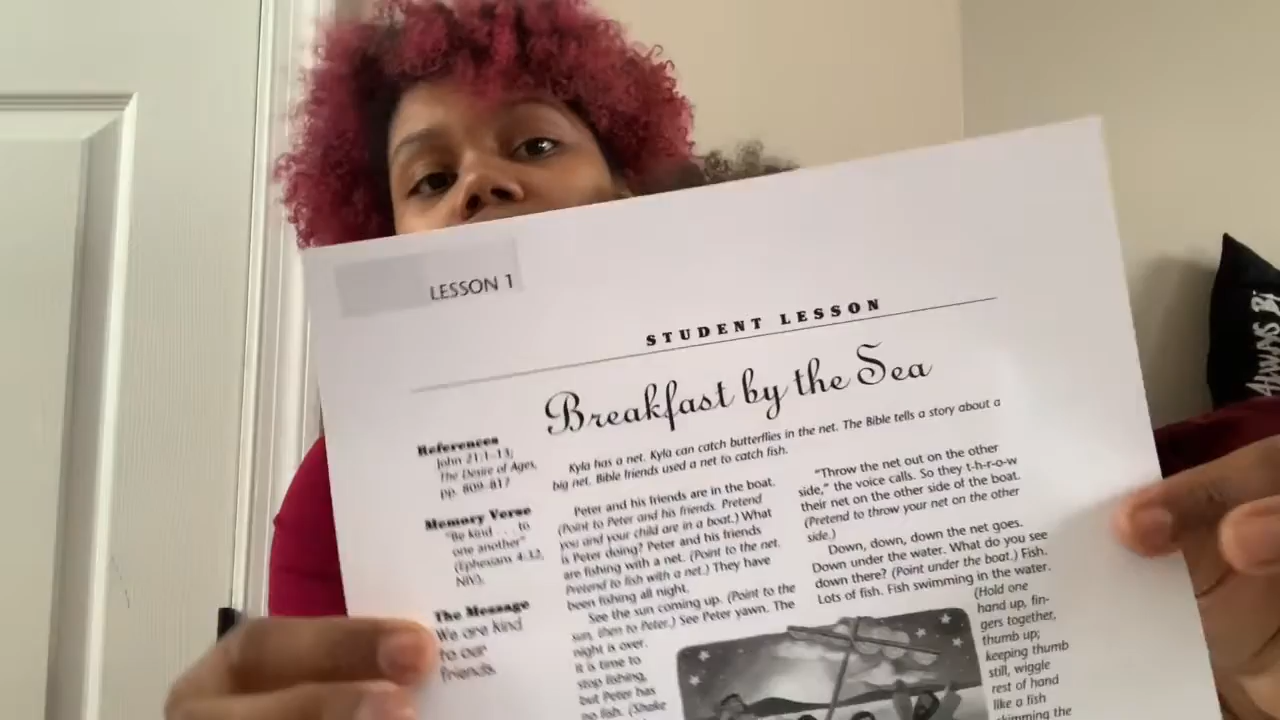 LESSON 1
STUDENT LESSON
Breakfast by the Sea
References
John 21:1-13;
The Desire of Ages,
pp. 809-817
Memory Verse
"Be kind . . . to
one another"
(Ephesians 4:32,
NIV).
The Message
We are kind
to our
friends.
Kyla has a net. Kyla can catch butterflies in the net. The Bible tells a story about a
big net. Bible friends used a net to catch fish.
Peter and his friends are in the boat.
(Point to Peter and his friends. Pretend
you and your child are in a boat.) What
is Peter doing? Peter and his friends
are fishing with a net. (Point to the net.
Pretend to fish with a net.) They have
been fishing all night.
See the sun coming up. (Point to the
sun, then to Peter.) See Peter yawn. The
night is over.
It is time to
stop fishing,
but Peter has
no fish. (Shake
"Throw the net out on the other
side," the voice calls. So they t-h-r-o-w
their net on the other side of the boat.
(Pretend to throw your net on the other
side.)
Down, down, down the net goes.
Down under the water. What do you see
down there? (Point under the boat.) Fish.
Lots of fish. Fish swimming in the water.
(Hold one
hand up, fin-
gers together,
thumb up;
keeping thumb
still, wiggle
rest of hand
like a fish
the